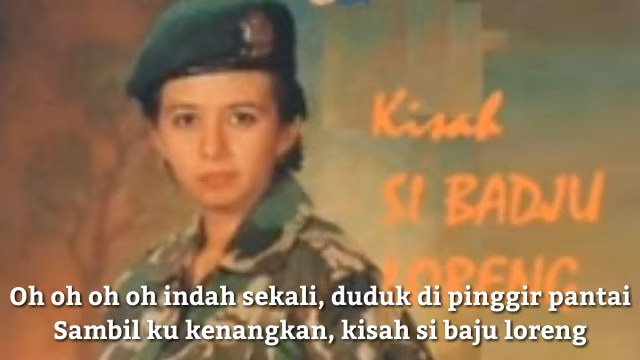 Kisah
SI BADJU
LORENG
Oh oh oh oh indah sekali, duduk di pinggir pantai
Sambil ku kenangkan, kisah si baju loreng